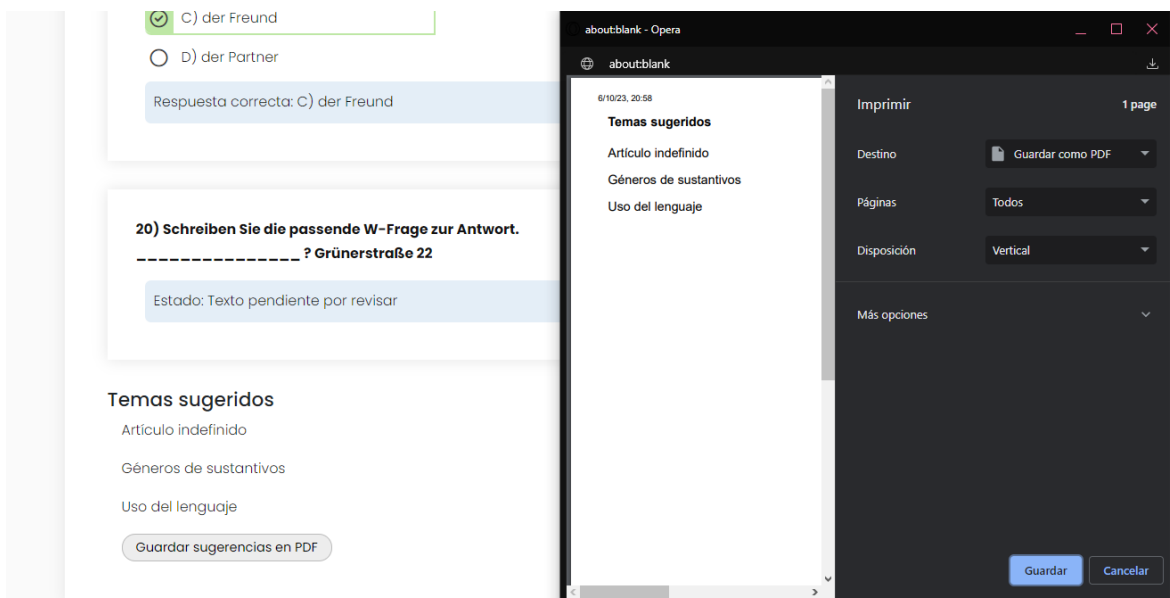 C) der Freund
D) der Partner
Respuesta correcta: C) der Freund
20) Schreiben Sie die passende W-Frage zur Antwort.
_______________ ? Grünerstraße 22
Estado: Texto pendiente por revisar
Temas sugeridos
Artículo indefinido
Géneros de sustantivos
Uso del lenguaje
Guardar sugerencias en PDF
about:blank - Opera
about:blank
6/10/23, 20:58
Temas sugeridos
Artículo indefinido
Géneros de sustantivos
Uso del lenguaje
Imprimir 1 page
Destino Guardar como PDF
Páginas Todos
Disposición Vertical
Más opciones
Guardar Cancelar